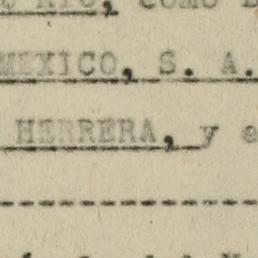 RIO, como
MEXICO, S. A.
HERRERA, y a